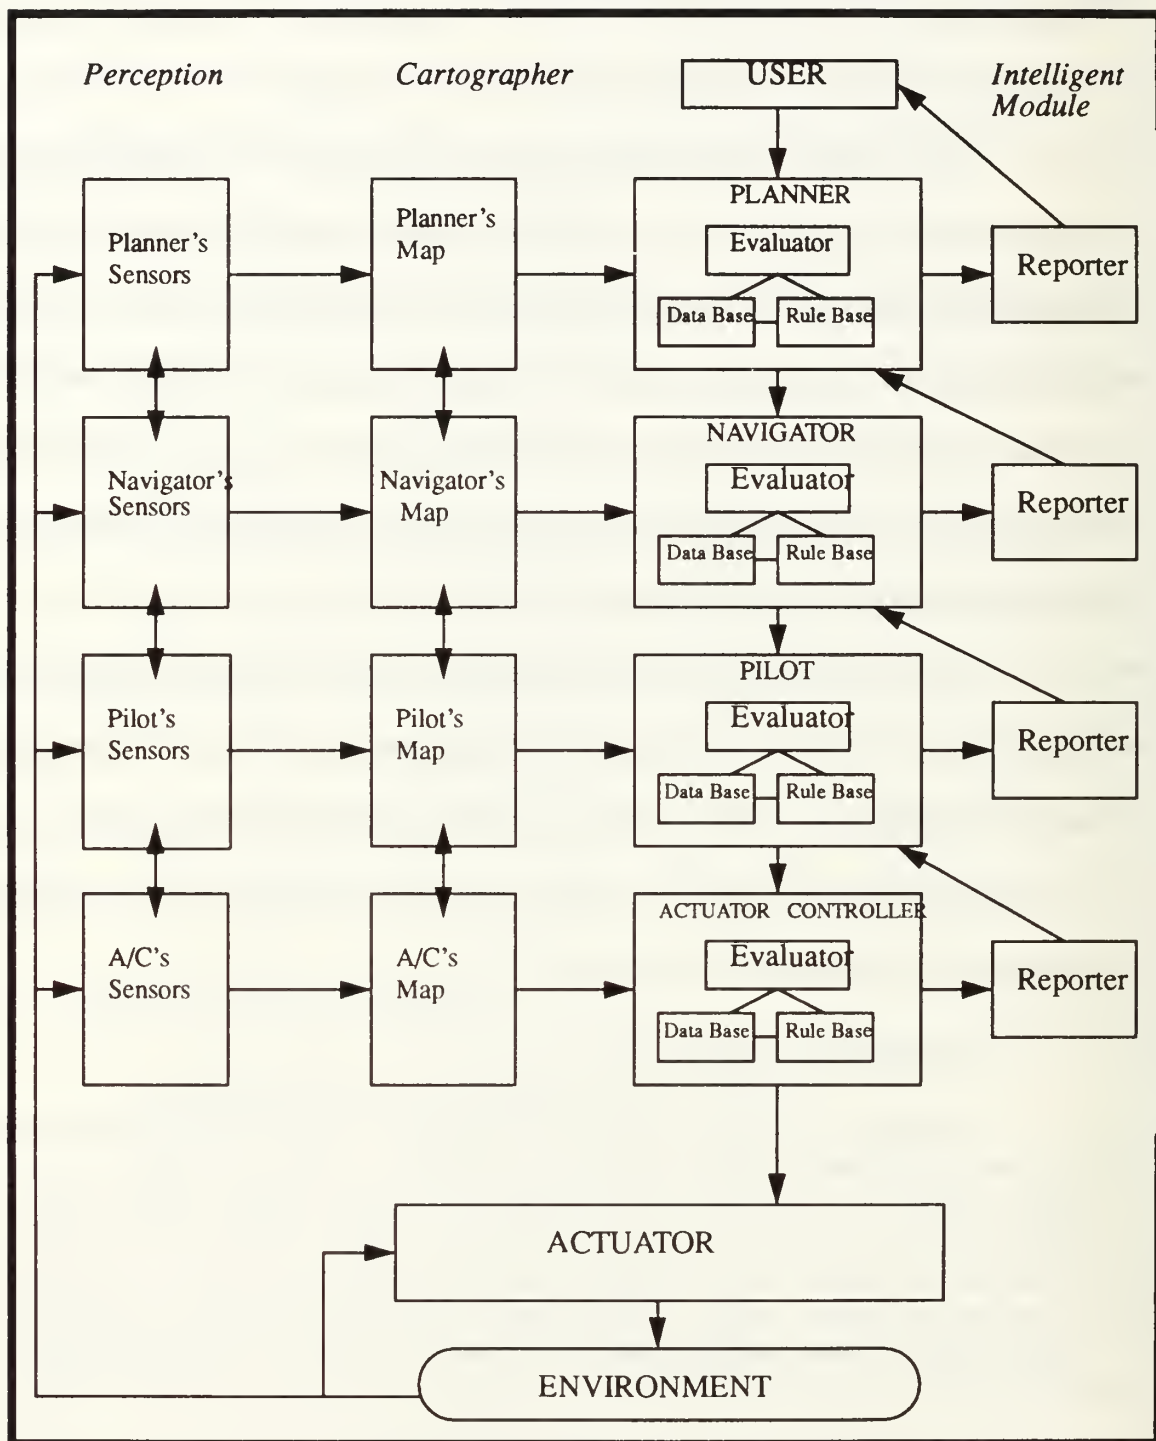 Perception
Cartographer
USER
Intelligent
Module
Planner's
Sensors
Planner's
Map
PLANNER
Evaluator
Data Base
Rule Base
Reporter
Navigator's
Sensors
Navigator's
Map
NAVIGATOR
Evaluator
Data Base
Rule Base
Reporter
Pilot's
Sensors
Pilot's
Map
PILOT
Evaluator
Data Base
Rule Base
Reporter
A/C's
Sensors
A/C's
Map
ACTUATOR CONTROLLER
Evaluator
Data Base
Rule Base
Reporter
ACTUATOR
ENVIRONMENT